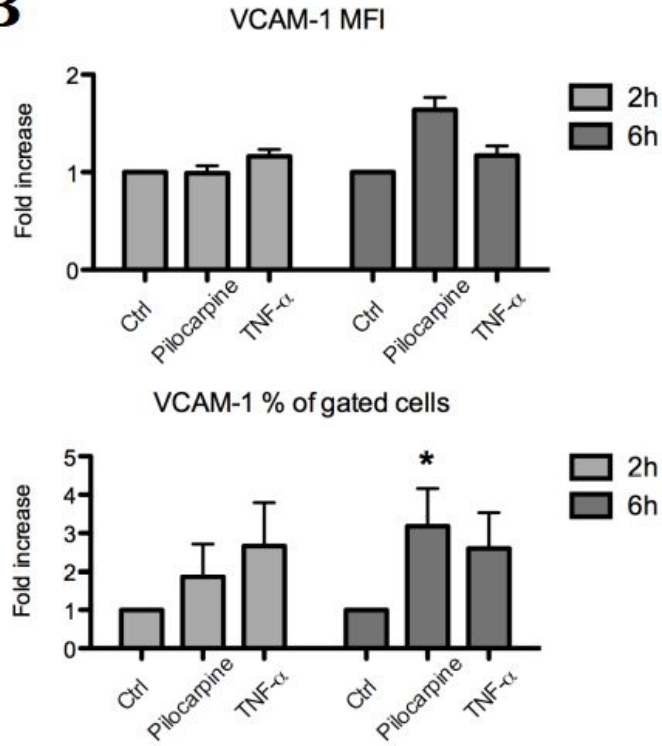 B
VCAM-1 MFI
Fold increase
2
1
0
Ctrl
Pilocarpine
TNF-α
Ctrl
Pilocarpine
TNF-α
2h
6h
VCAM-1 % of gated cells
Fold increase
5
4
3
2
1
0
*
Ctrl
Pilocarpine
TNF-α
Ctrl
Pilocarpine
TNF-α
2h
6h